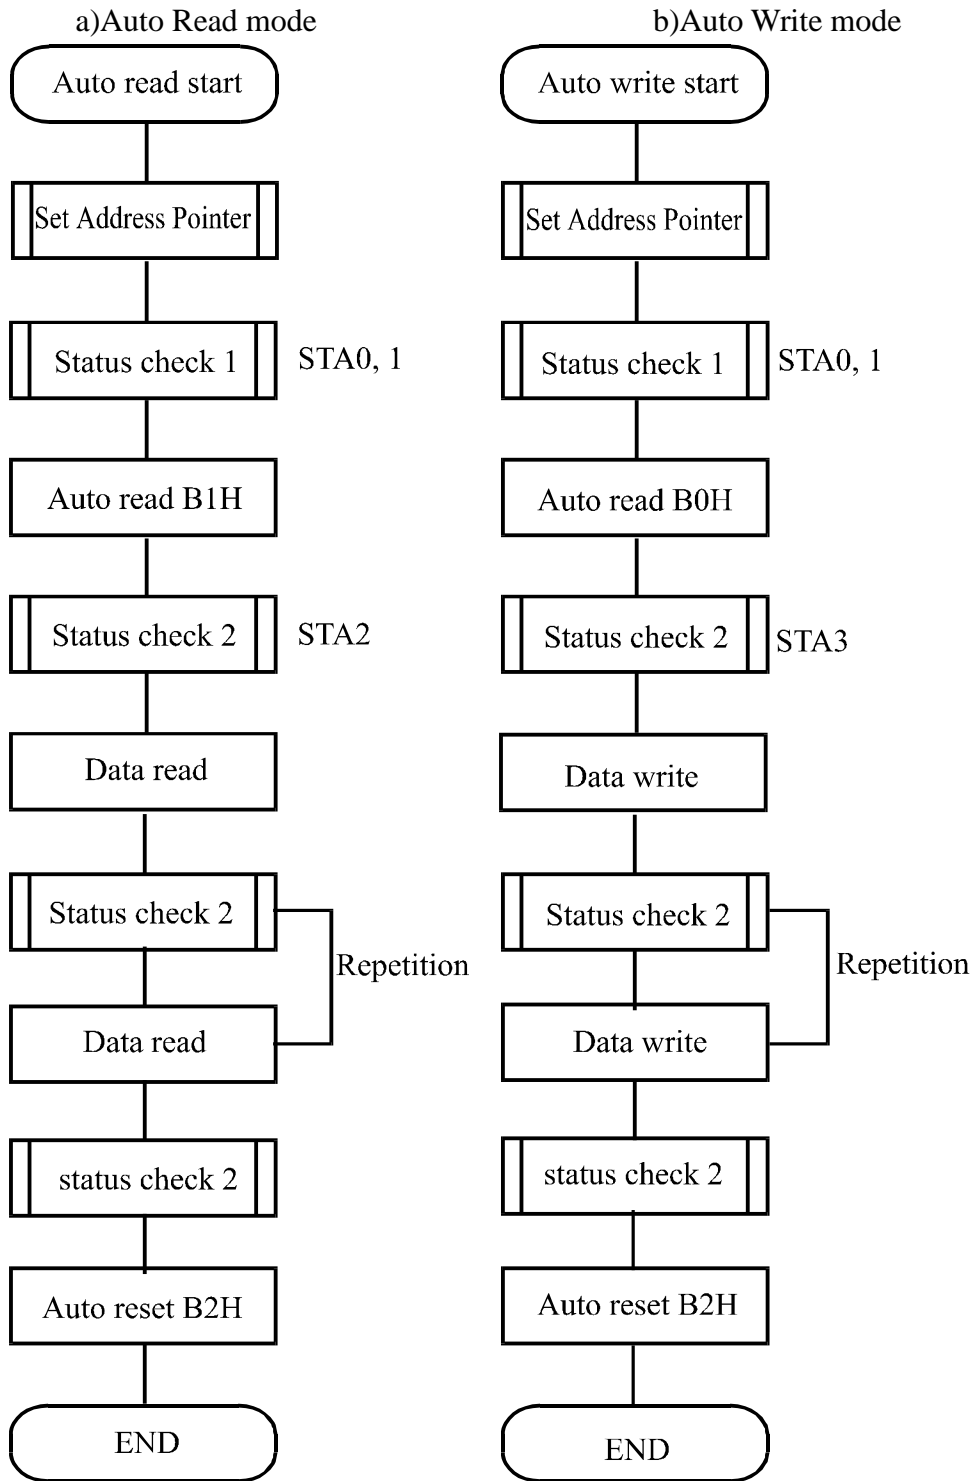 a)Auto Read mode
Auto read start
Set Address Pointer
Status check 1
STA0, 1
Auto read B1H
Status check 2
STA2
Data read
Status check 2
Repetition
Data read
status check 2
Auto reset B2H
END
b)Auto Write mode
Auto write start
Set Address Pointer
Status check 1
STA0, 1
Auto read B0H
Status check 2
STA3
Data write
Status check 2
Repetition
Data write
status check 2
Auto reset B2H
END